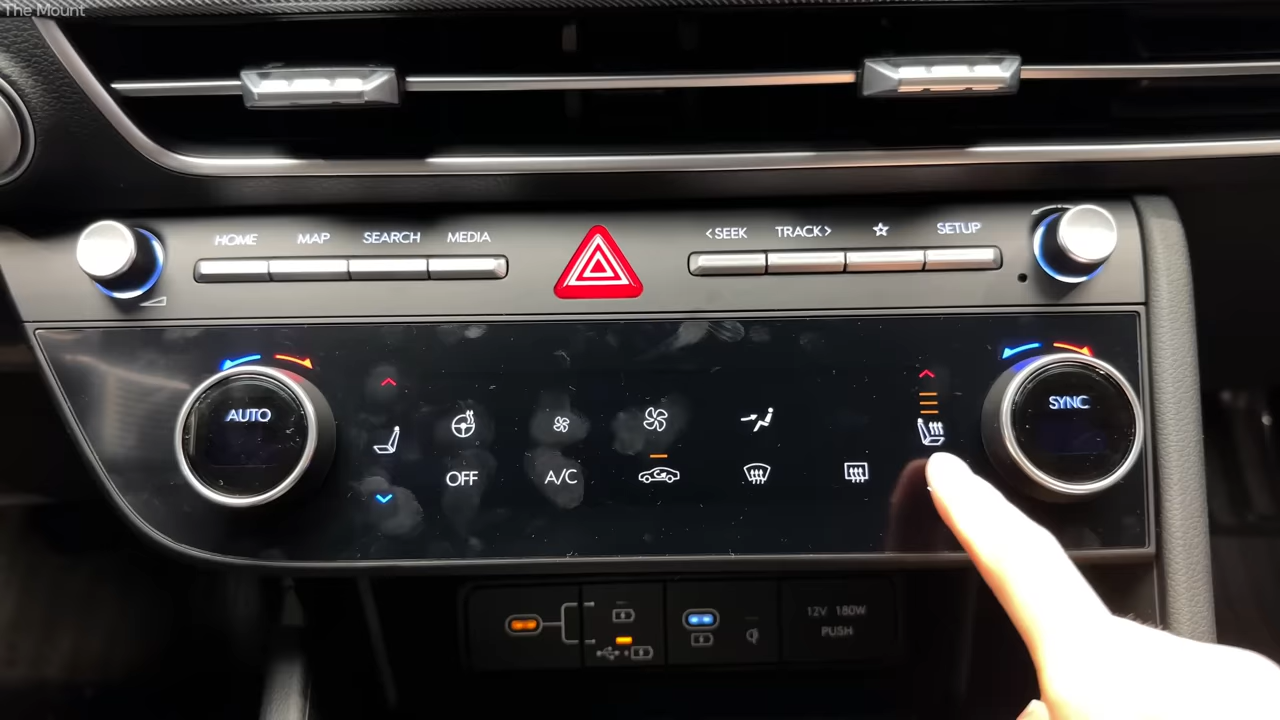 The Mount
HOME MAP SEARCH MEDIA <SEEK TRACK> SETUP
AUTO SYNC
OFF A/C
12V 180W
PUSH